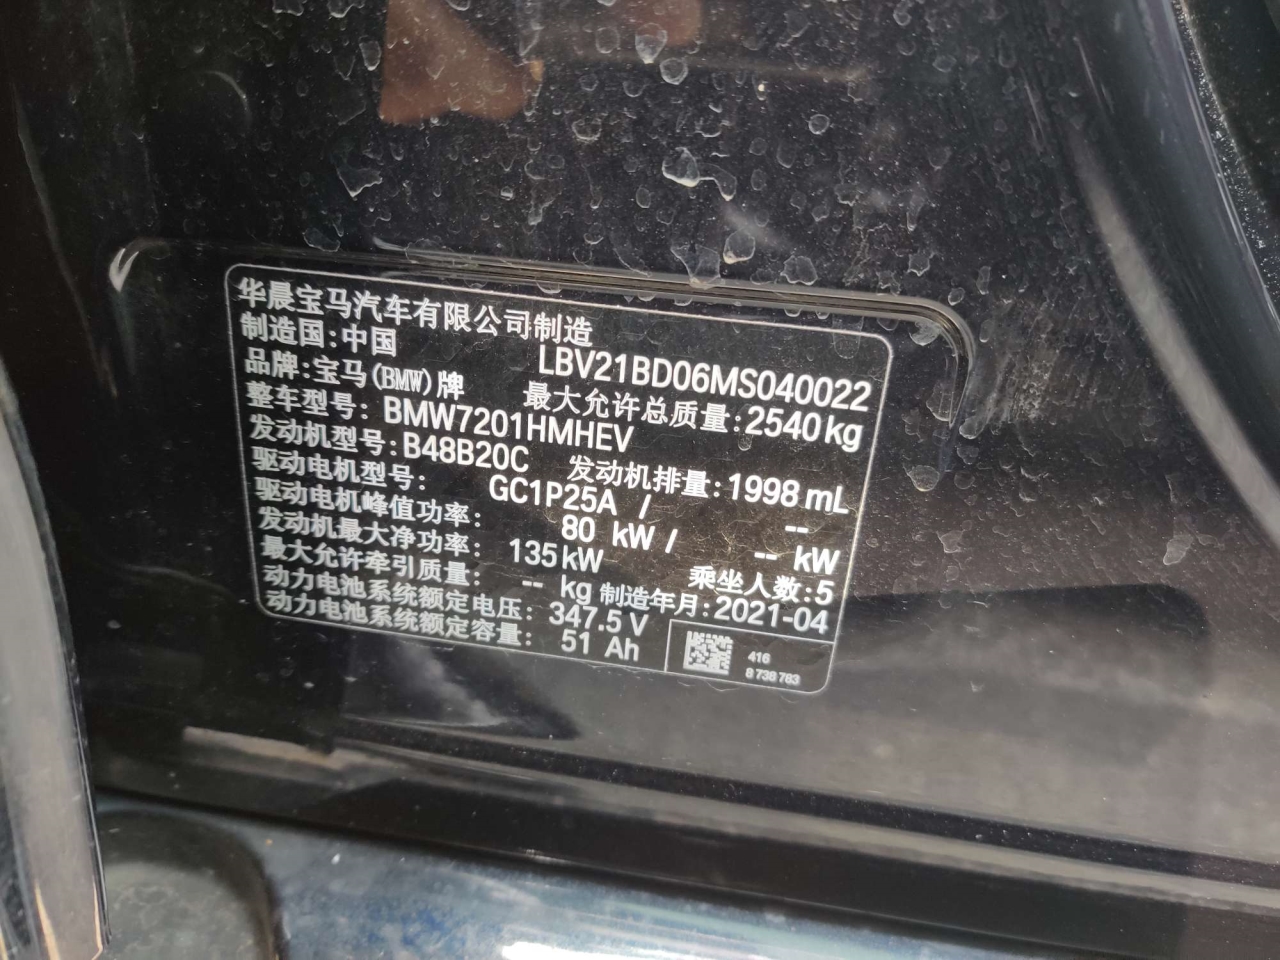 华晨宝马汽车有限公司制造
制造国:中国 LBV21BD06MS040022
品牌:宝马(BMW)牌 最大允许总质量:2540kg
整车型号: BMW7201HMHEV
发动机型号: B48B20C 发动机排量:1998 mL
驱动电机型号: GC1P25A / --
驱动电机峰值功率: 80 kW / -- kW
发动机最大净功率: 135kW 乘坐人数:5
最大允许牵引质量: -- kg 制造年月:2021-04
动力电池系统额定电压: 347.5 V
动力电池系统额定容量: 51 Ah
416
8 738 783